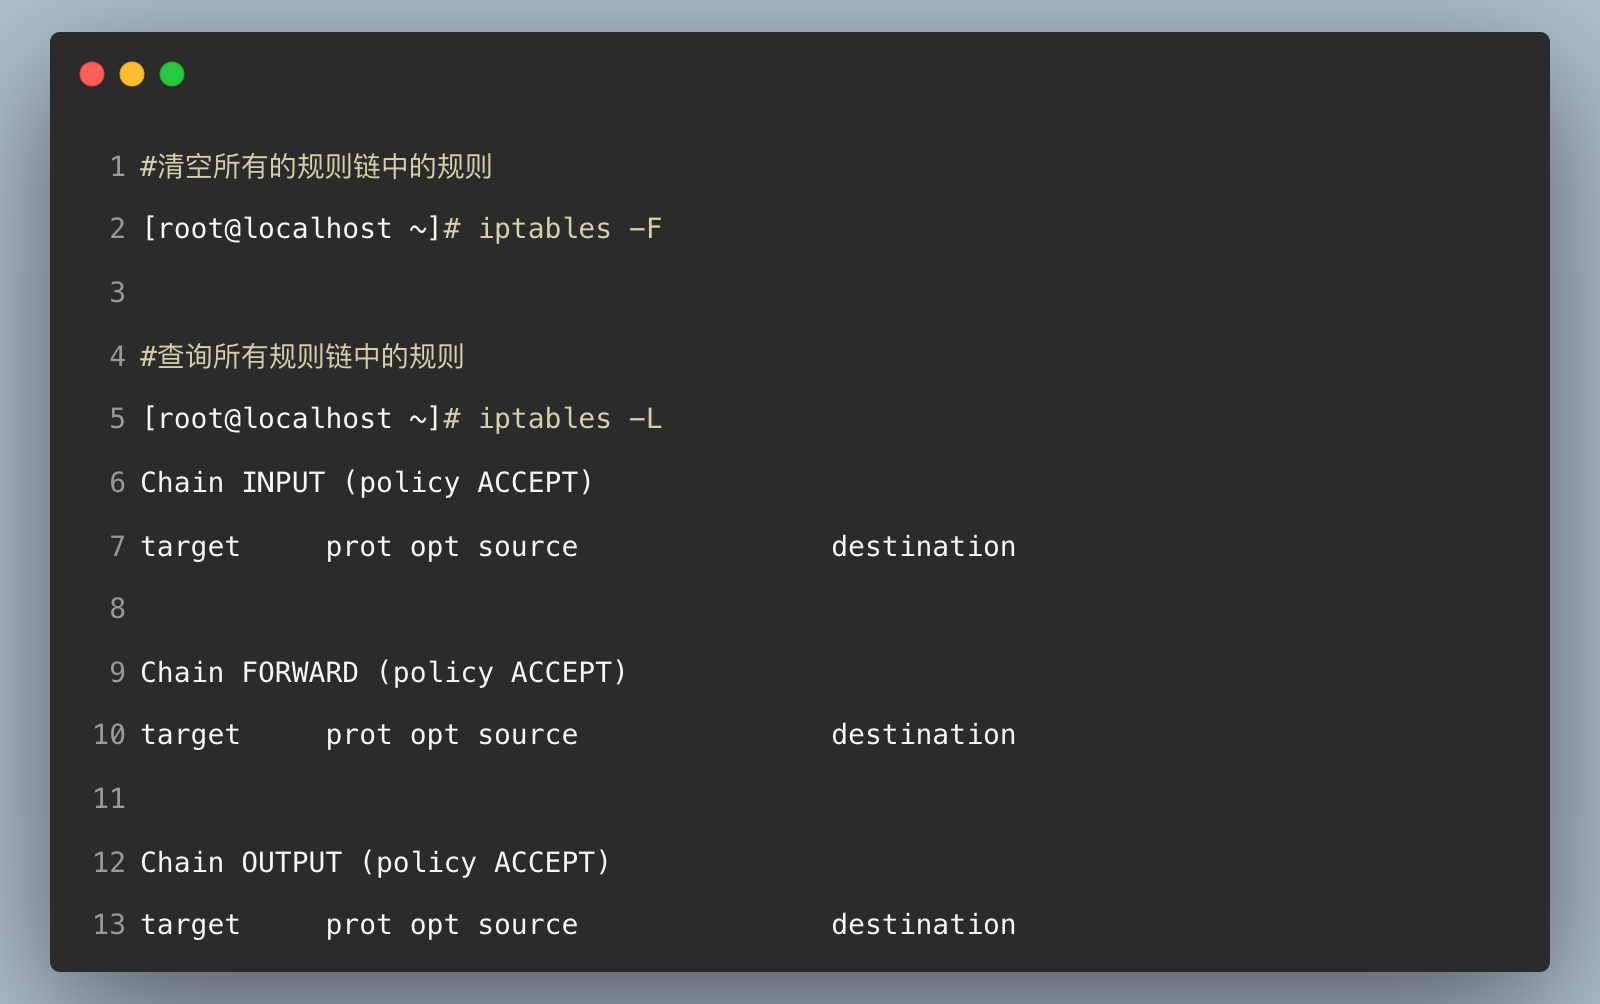 1 #清空所有的规则链中的规则
2 [root@localhost ~]# iptables -F
3
4 #查询所有规则链中的规则
5 [root@localhost ~]# iptables -L
6 Chain INPUT (policy ACCEPT)
7 target     prot opt source               destination
8
9 Chain FORWARD (policy ACCEPT)
10 target     prot opt source               destination
11
12 Chain OUTPUT (policy ACCEPT)
13 target     prot opt source               destination